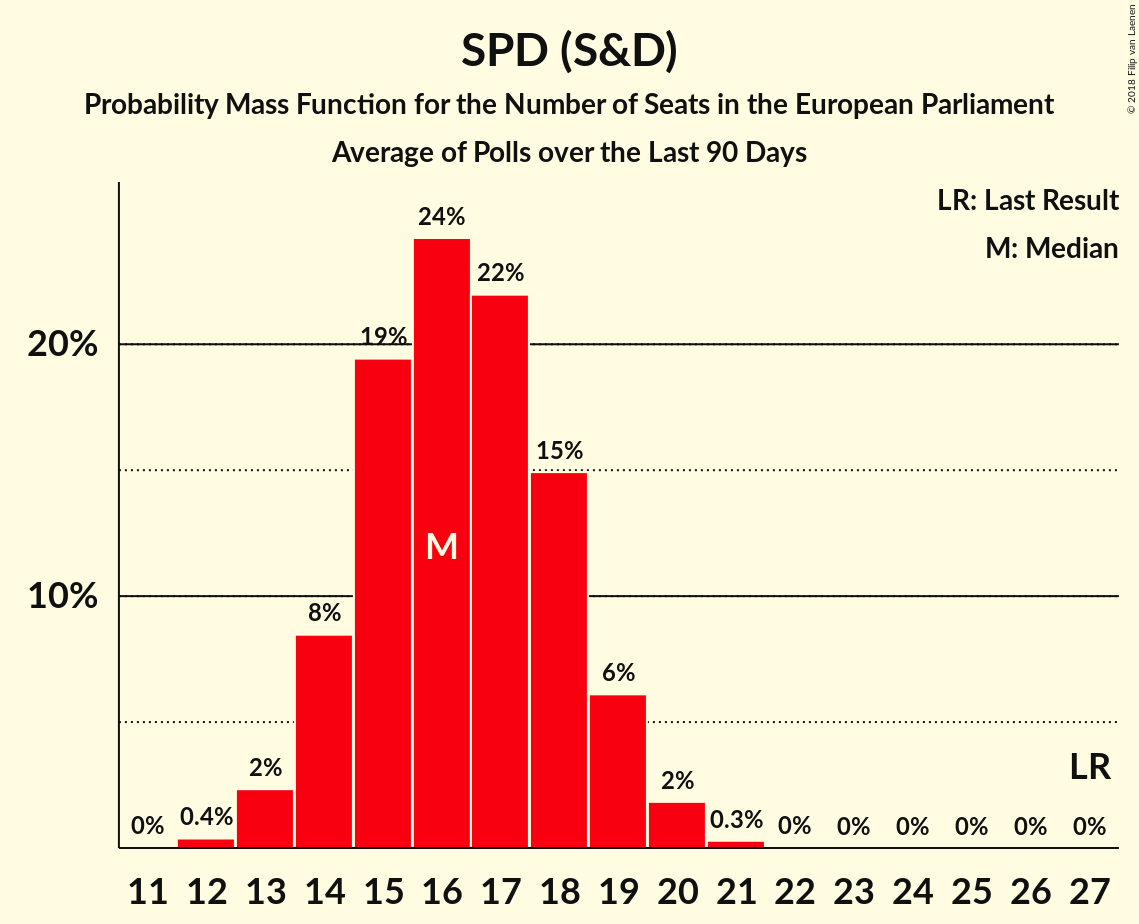 SPD (S&D)
Probability Mass Function for the Number of Seats in the European Parliament
Average of Polls over the Last 90 Days
© 2018 Filip van Laenen
LR: Last Result
M: Median
24%
22%
19%
20%
15%
M
10%
8%
6%
2%
2%
LR
0%
0.4%
0.3%
0%
0%
0%
0%
0%
0%
11 12 13 14 15 16 17 18 19 20 21 22 23 24 25 26 27